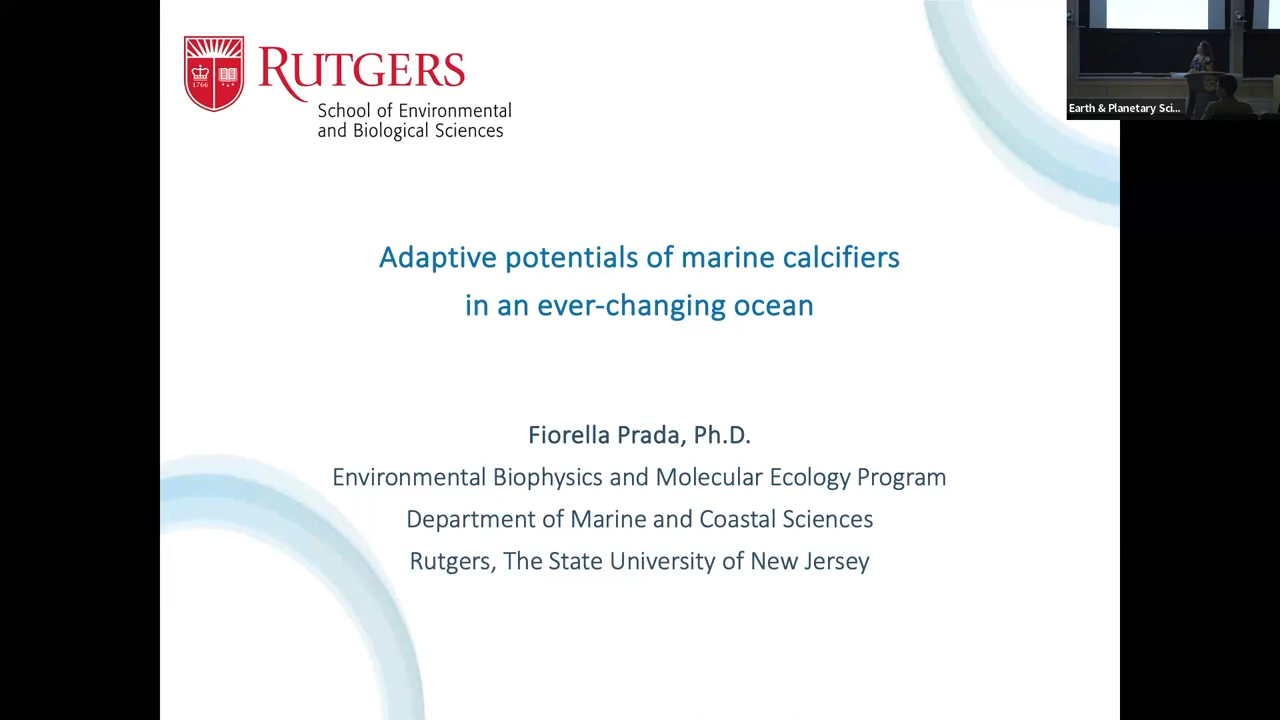 RUTGERS
School of Environmental
and Biological Sciences
1766
Earth & Planetary Sci...
Adaptive potentials of marine calcifiers
in an ever-changing ocean
Fiorella Prada, Ph.D.
Environmental Biophysics and Molecular Ecology Program
Department of Marine and Coastal Sciences
Rutgers, The State University of New Jersey